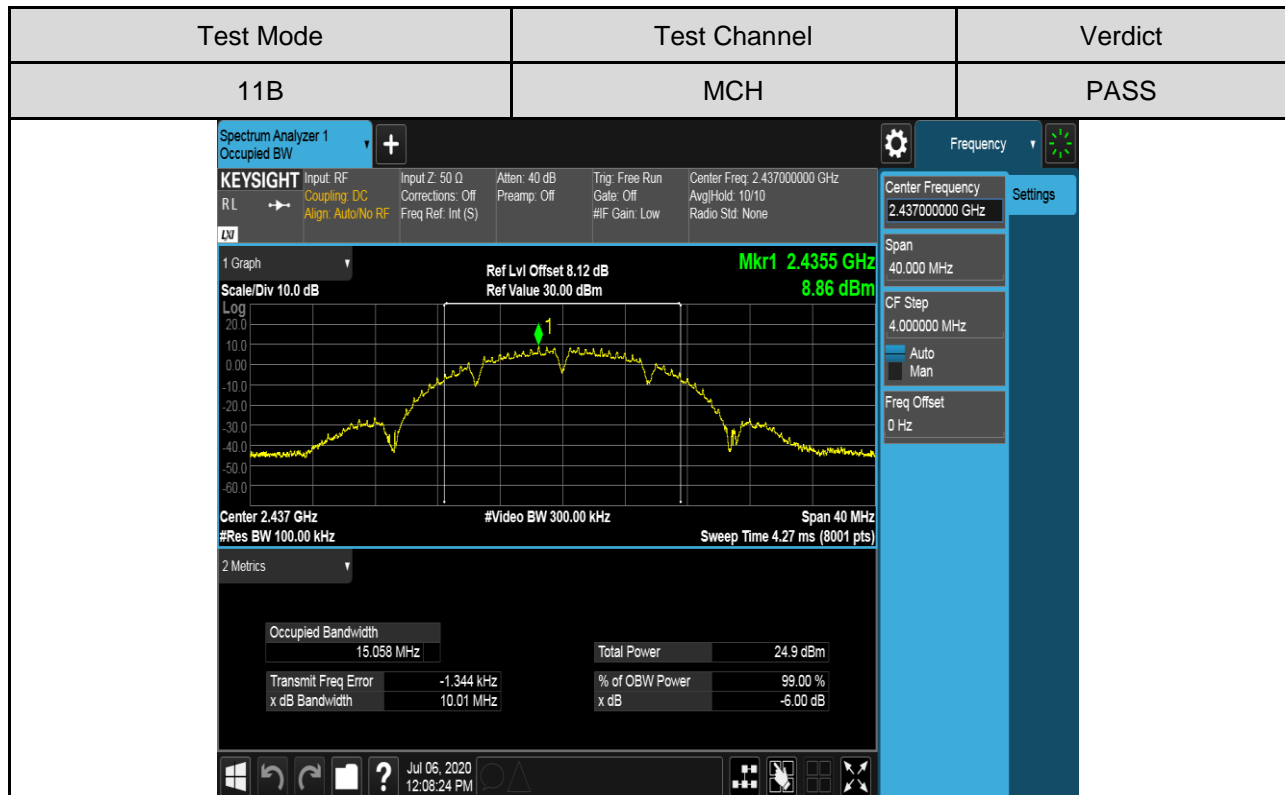 Test Mode Test Channel Verdict
11B MCH PASS
Spectrum Analyzer 1
Occupied BW
+
Frequency
KEYSIGHT Input: RF Input Z: 50 Ω Atten: 40 dB Trig: Free Run Center Freq: 2.437000000 GHz
RL Coupling: DC Corrections: Off Preamp: Off Gate: Off Avg|Hold: 10/10
Align: Auto/No RF Freq Ref: Int (S) #IF Gain: Low Radio Std: None
LXI
Center Frequency
2.437000000 GHz
Settings
Span
40.000 MHz
CF Step
4.000000 MHz
Auto
Man
Freq Offset
0 Hz
1 Graph
Ref Lvl Offset 8.12 dB Mkr1 2.4355 GHz
Scale/Div 10.0 dB Ref Value 30.00 dBm 8.86 dBm
Log
20.0
1
10.0
0.00
-10.0
-20.0
-30.0
-40.0
-50.0
-60.0
Center 2.437 GHz #Video BW 300.00 kHz Span 40 MHz
#Res BW 100.00 kHz Sweep Time 4.27 ms (8001 pts)
2 Metrics
Occupied Bandwidth
15.058 MHz Total Power 24.9 dBm
Transmit Freq Error -1.344 kHz % of OBW Power 99.00 %
x dB Bandwidth 10.01 MHz x dB -6.00 dB
? Jul 06, 2020
12:08:24 PM